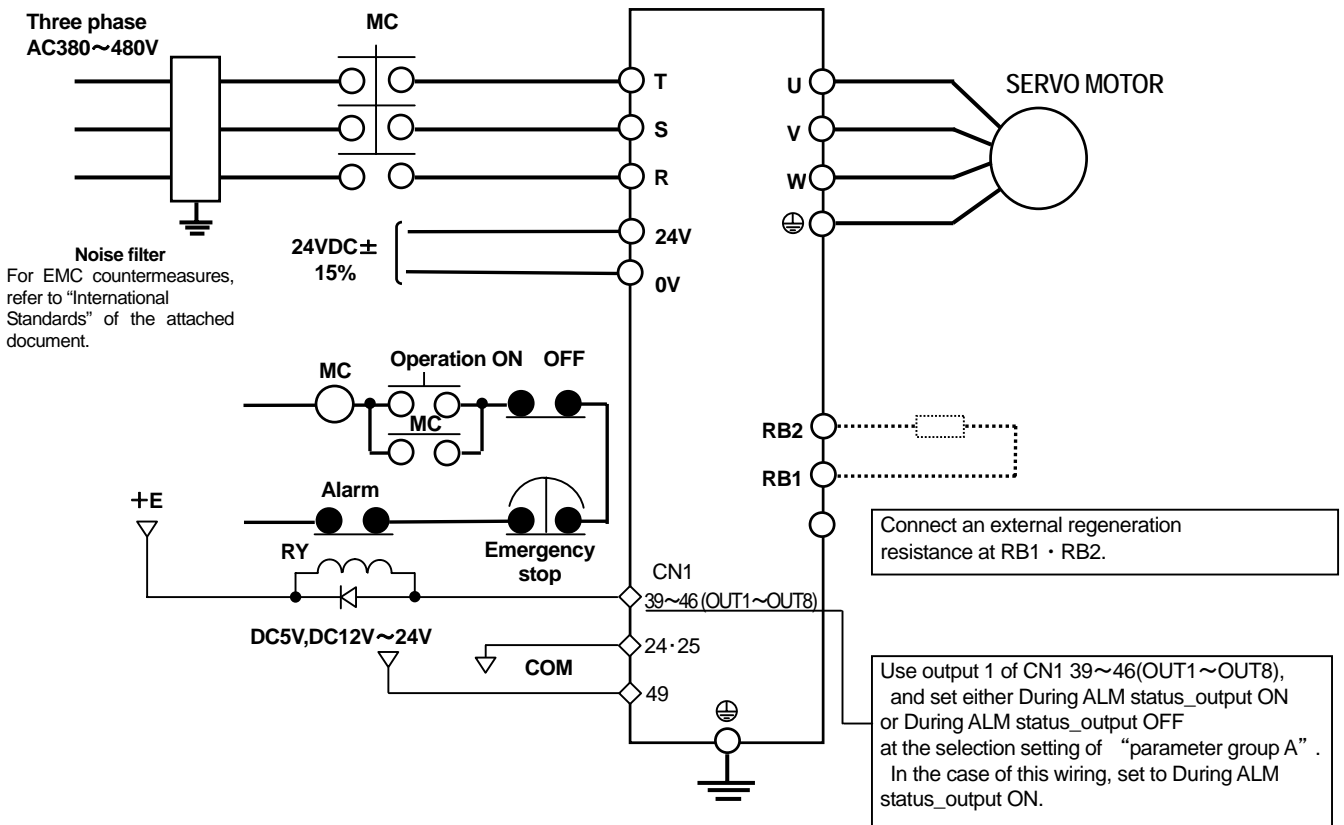 Three phase
AC380～480V
MC
T
S
R
24V
0V
U
V
W
SERVO MOTOR
Noise filter
For EMC countermeasures,
refer to “International
Standards” of the attached
document.
24VDC±
15%
MC
Operation ON
OFF
MC
RB2
RB1
Alarm
+E
RY
Emergency
stop
Connect an external regeneration
resistance at RB1・RB2.
CN1
39～46 (OUT1～OUT8)
DC5V,DC12V～24V
COM
24·25
49
Use output 1 of CN1 39～46(OUT1～OUT8),
and set either During ALM status_output ON
or During ALM status_output OFF
at the selection setting of “parameter group A”.
In the case of this wiring, set to During ALM
status_output ON.